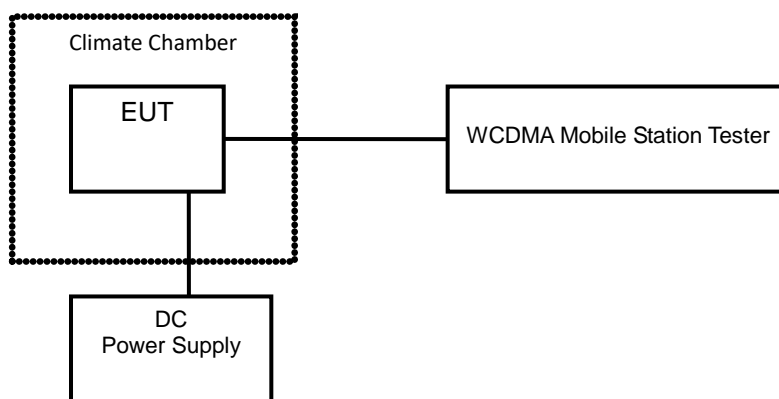 Climate Chamber
EUT
WCDMA Mobile Station Tester
DC
Power Supply